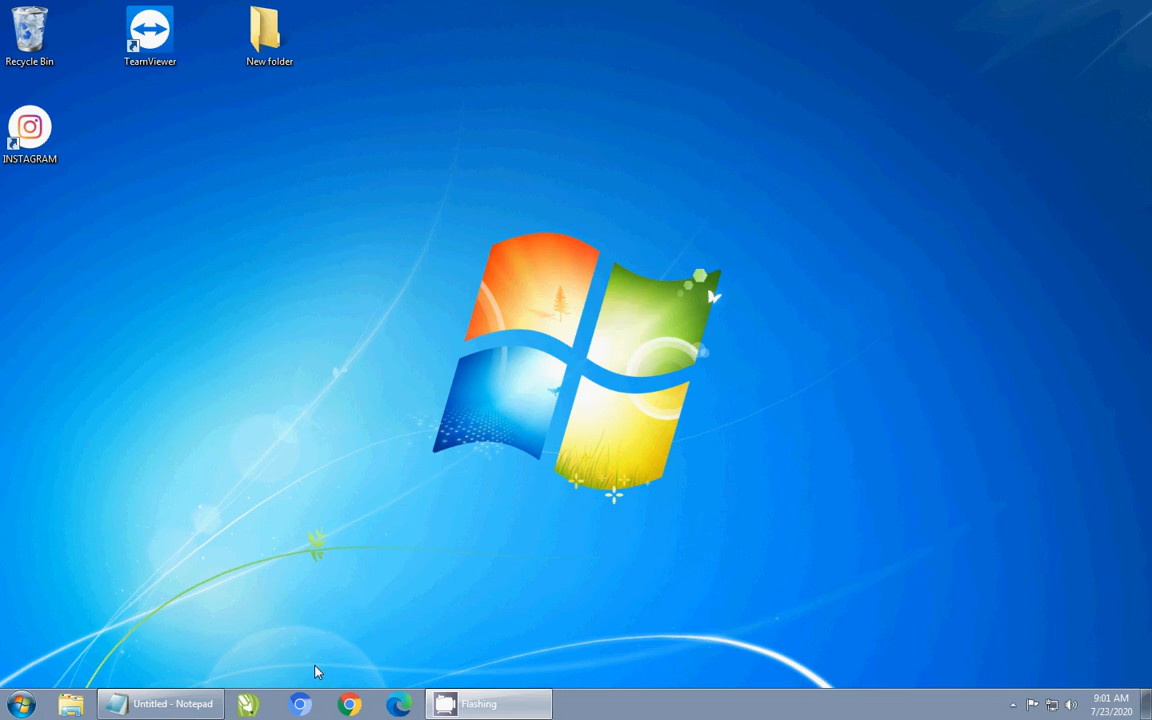 Recycle Bin
TeamViewer
New folder
INSTAGRAM
Untitled - Notepad
Flashing
9:01 AM
7/23/2020